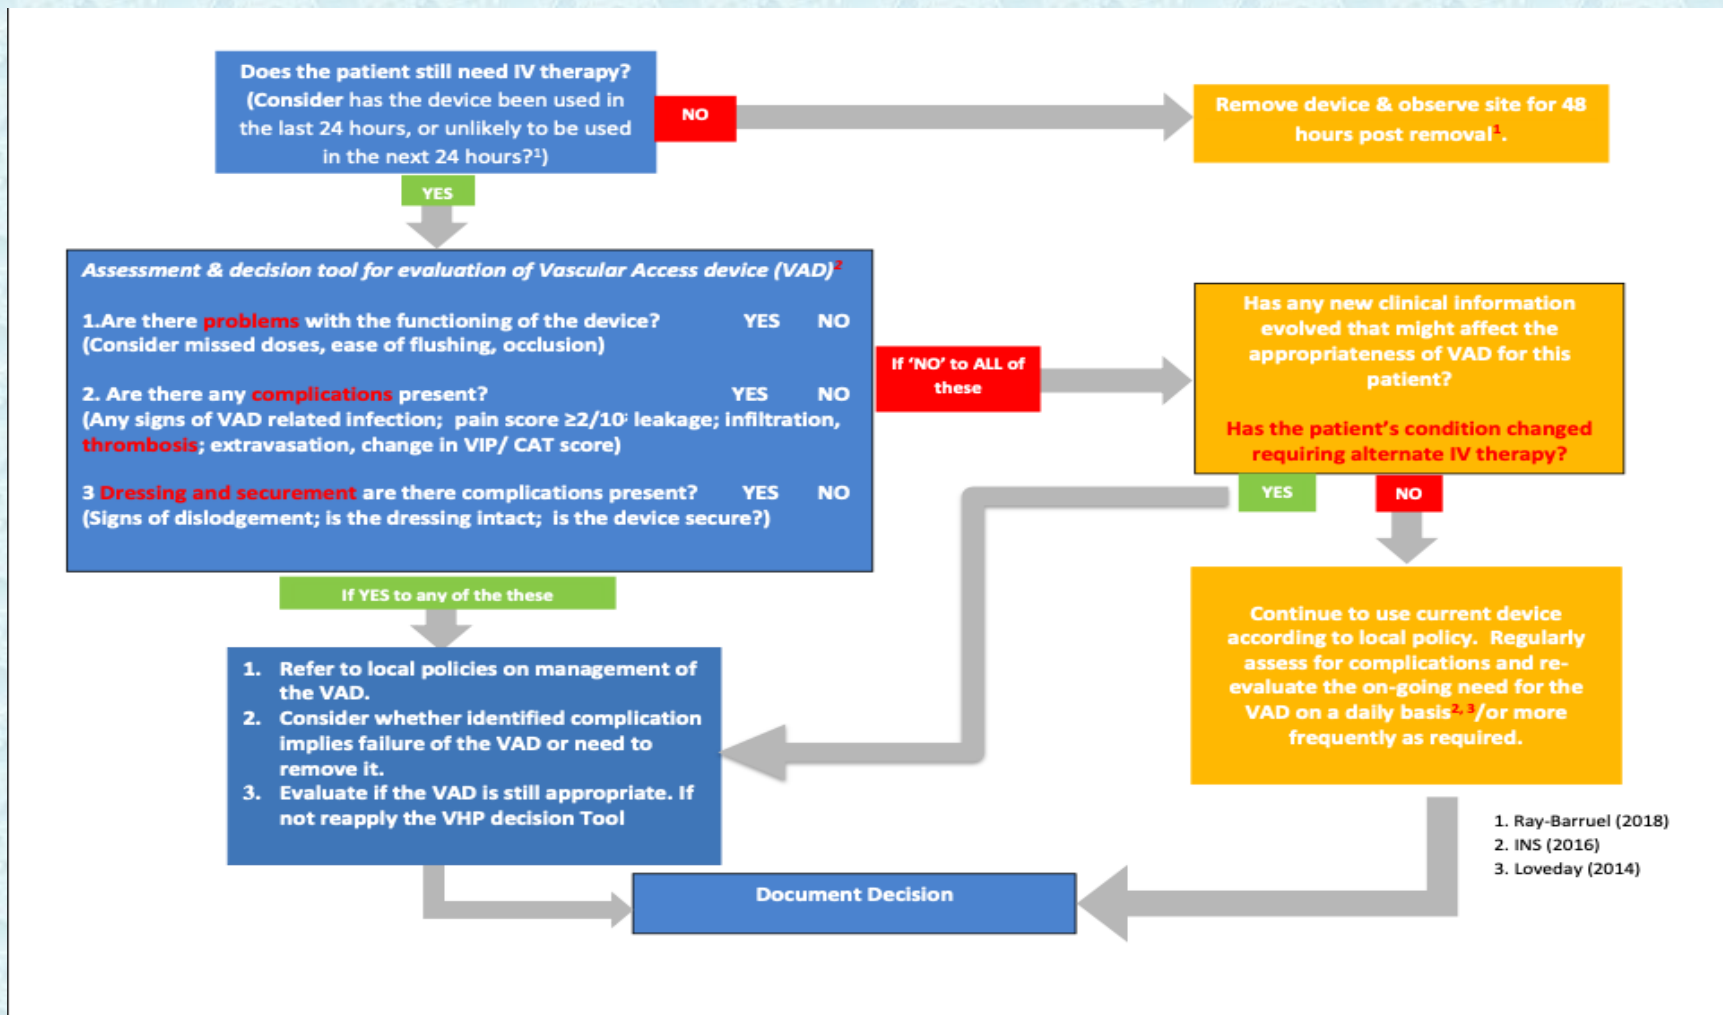 Does the patient still need IV therapy?
(Consider has the device been used in
the last 24 hours, or unlikely to be used
in the next 24 hours?¹)
NO
Remove device & observe site for 48
hours post removal¹.
YES
Assessment & decision tool for evaluation of Vascular Access device (VAD)²
1.Are there problems with the functioning of the device? YES NO
(Consider missed doses, ease of flushing, occlusion)
2. Are there any complications present? YES NO
(Any signs of VAD related infection; pain score ≥2/10; leakage; infiltration,
thrombosis; extravasation, change in VIP/ CAT score)
3 Dressing and securement are there complications present? YES NO
(Signs of dislodgement; is the dressing intact; is the device secure?)
If 'NO' to ALL of
these
Has any new clinical information
evolved that might affect the
appropriateness of VAD for this
patient?
Has the patient's condition changed
requiring alternate IV therapy?
YES
NO
If YES to any of the these
1. Refer to local policies on management of
the VAD.
2. Consider whether identified complication
implies failure of the VAD or need to
remove it.
3. Evaluate if the VAD is still appropriate. If
not reapply the VHP decision Tool
Continue to use current device
according to local policy. Regularly
assess for complications and re-
evaluate the on-going need for the
VAD on a daily basis²,³/or more
frequently as required.
1. Ray-Barruel (2018)
2. INS (2016)
3. Loveday (2014)
Document Decision